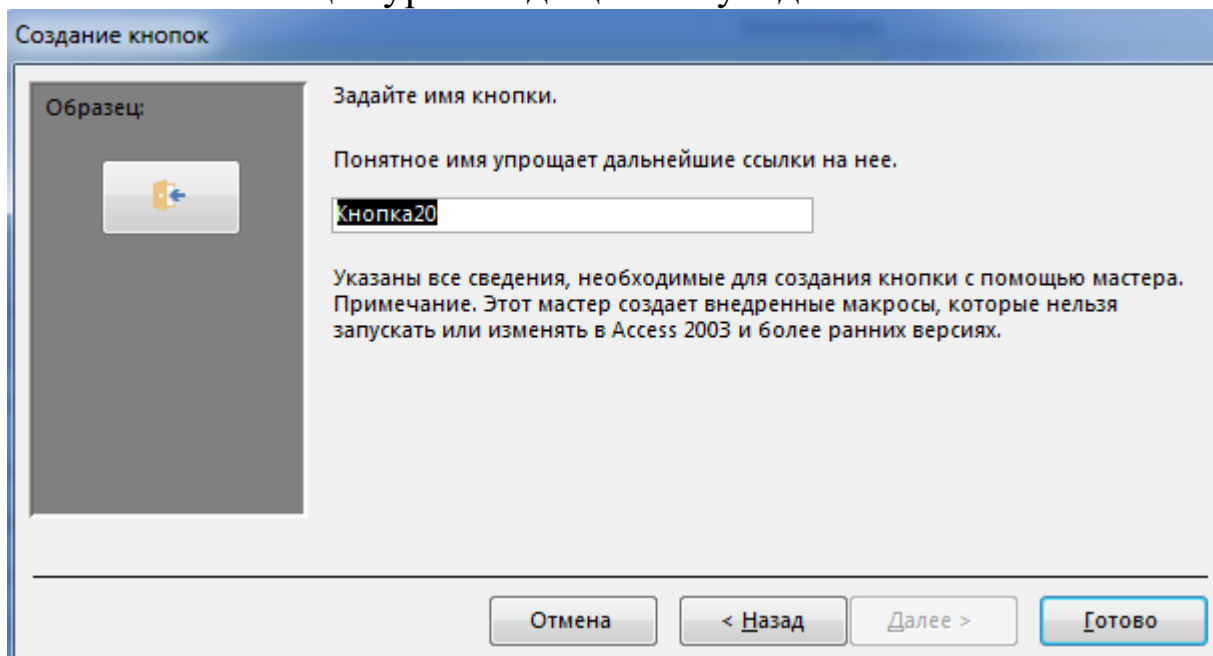 Создание кнопок
Образец:
Задайте имя кнопки.
Понятное имя упрощает дальнейшие ссылки на нее.
Кнопка20
Указаны все сведения, необходимые для создания кнопки с помощью мастера.
Примечание. Этот мастер создает внедренные макросы, которые нельзя
запускать или изменять в Access 2003 и более ранних версиях.
Отмена
< Назад
Далее >
Готово